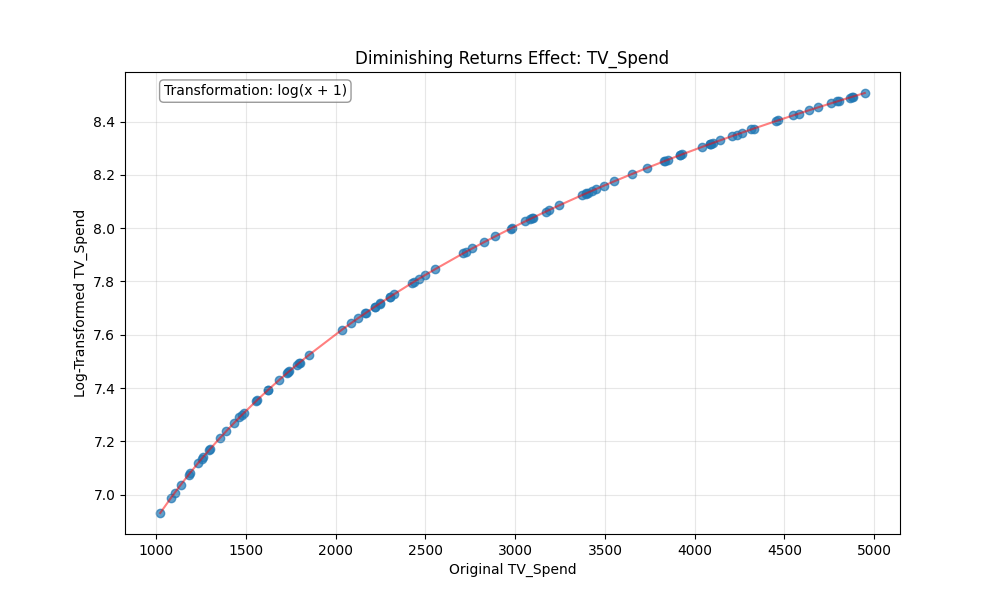 Diminishing Returns Effect: TV_Spend
Transformation: log(x + 1)
Log-Transformed TV_Spend
8.4
8.2
8.0
7.8
7.6
7.4
7.2
7.0
1000 1500 2000 2500 3000 3500 4000 4500 5000
Original TV_Spend